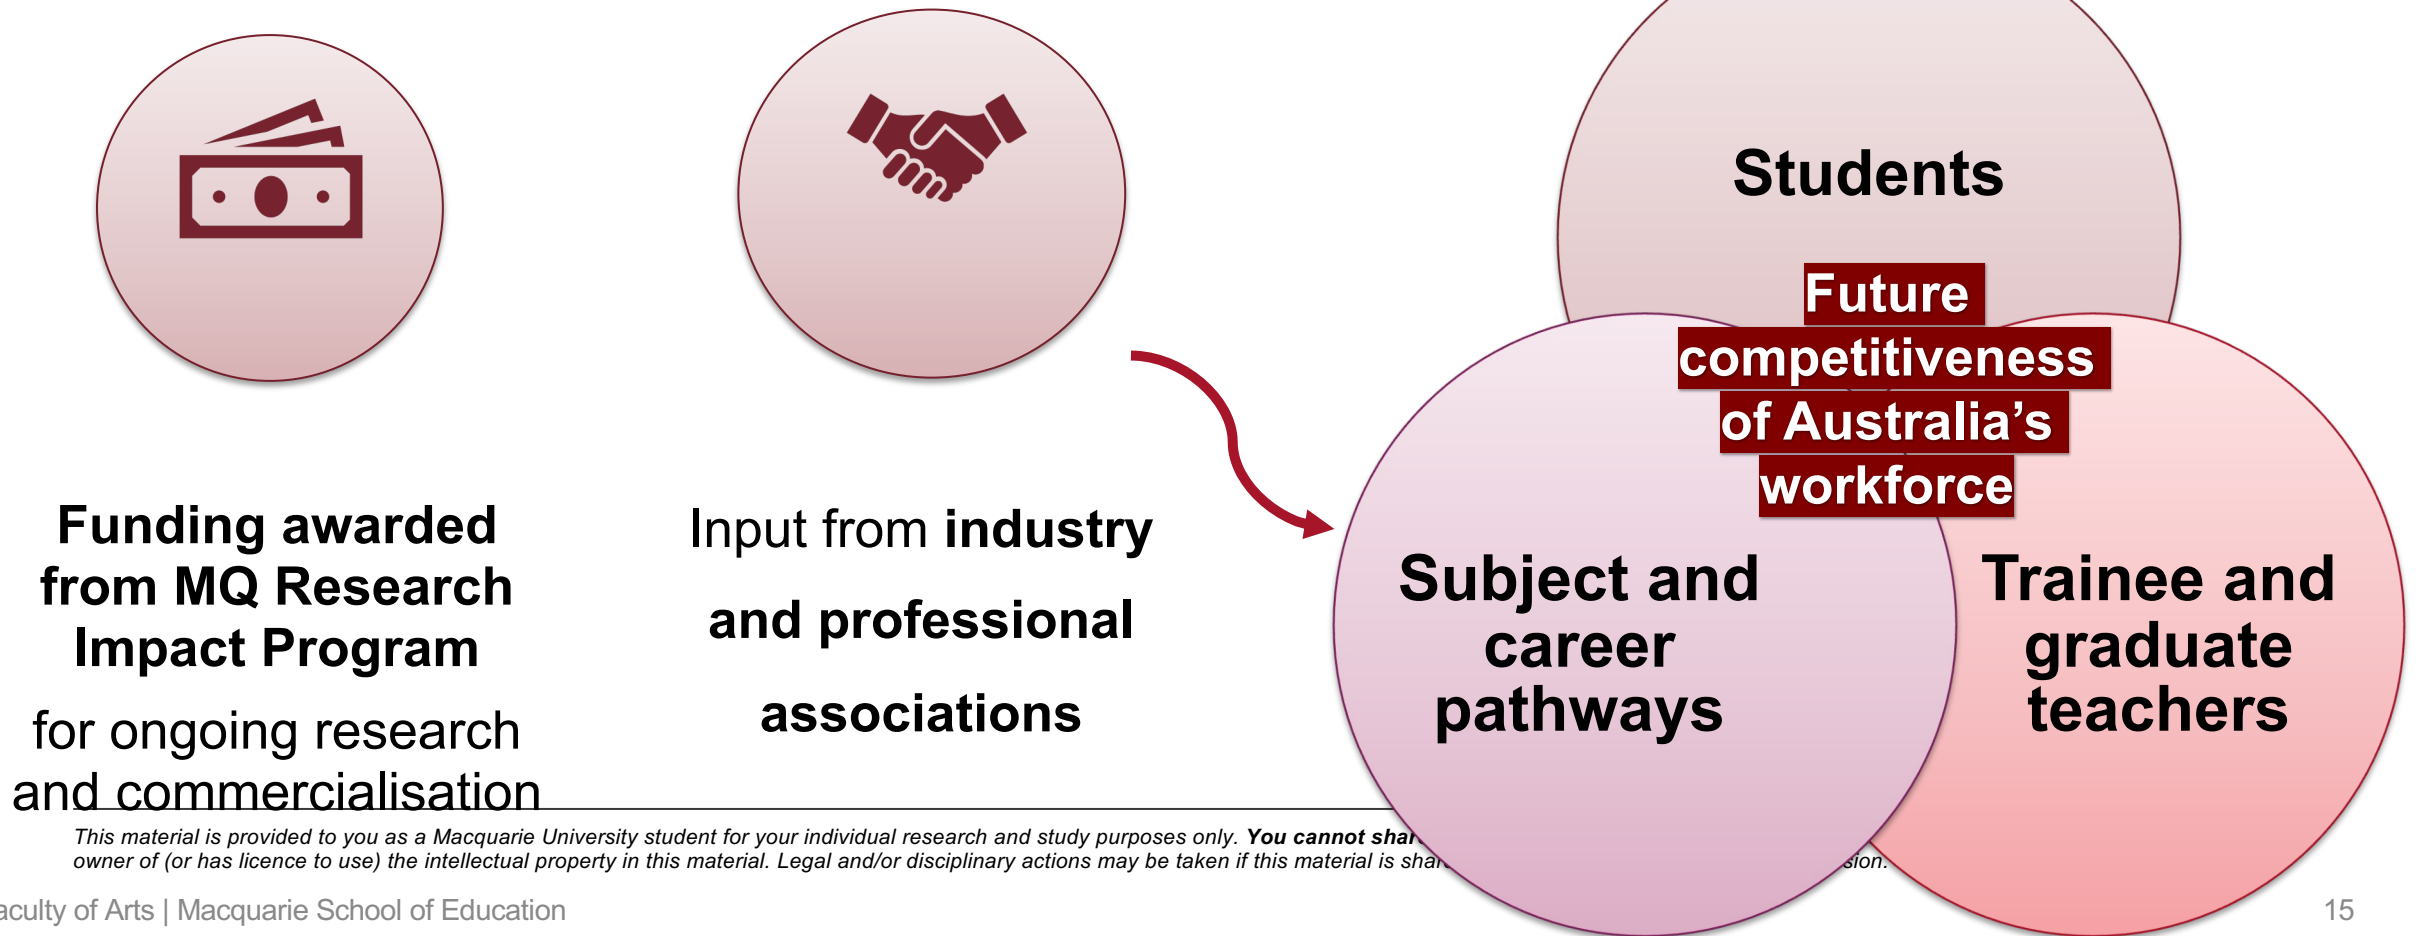 Funding awarded
from MQ Research
Impact Program
for ongoing research
and commercialisation
Input from industry
and professional
associations
Students
Future
competitiveness
of Australia’s
workforce
Subject and
career
pathways
Trainee and
graduate
teachers
This material is provided to you as a Macquarie University student for your individual research and study purposes only. You cannot
owner of (or has licence to use) the intellectual property in this material. Legal and/or disciplinary actions may be taken if this material is
of Arts | Macquarie School of Education
15